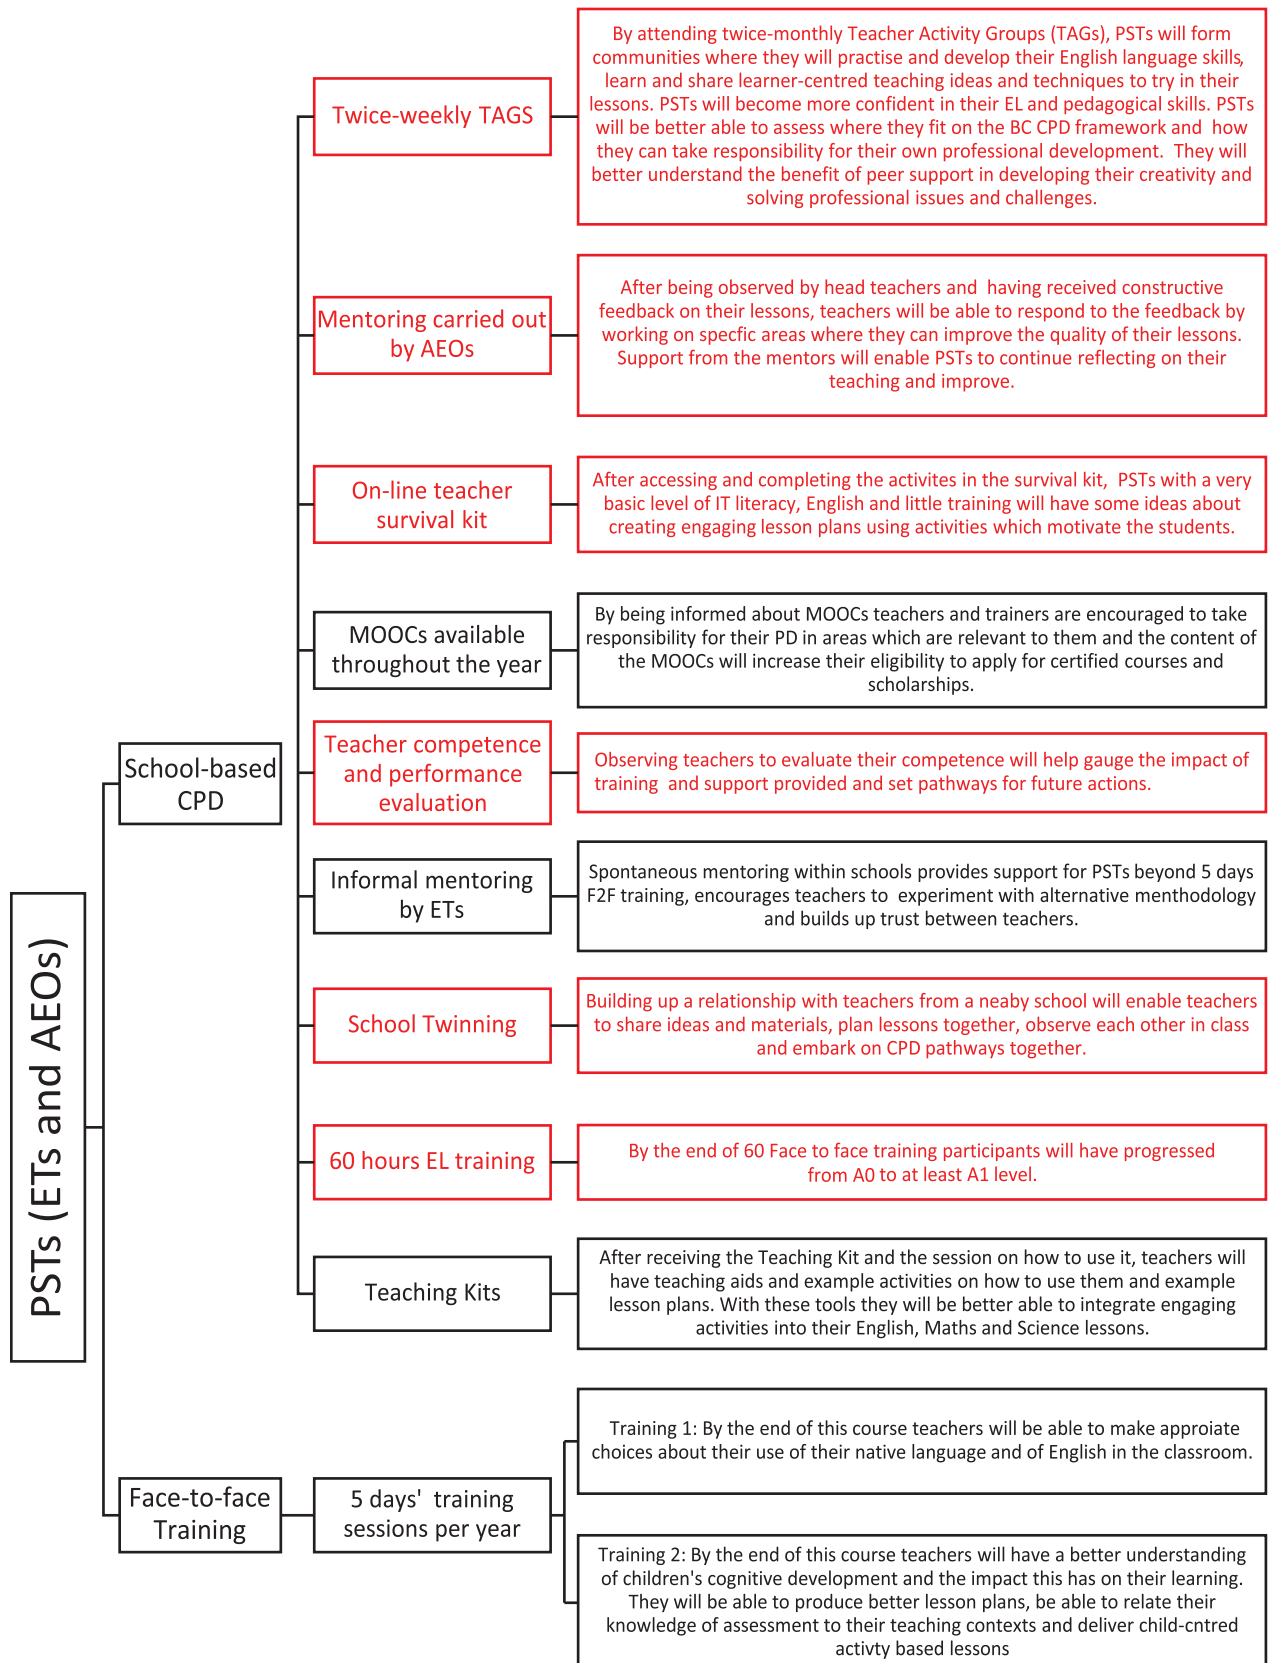 PSTs (ETs and AEOs)
School-based
CPD
Twice-weekly TAGS
By attending twice-monthly Teacher Activity Groups (TAGs), PSTs will form
communities where they will practise and develop their English language skills,
learn and share learner-centred teaching ideas and techniques to try in their
lessons. PSTs will become more confident in their EL and pedagogical skills. PSTs
will be better able to assess where they fit on the BC CPD framework and how
they can take responsibility for their own professional development. They will
better understand the benefit of peer support in developing their creativity and
solving professional issues and challenges.
Mentoring carried out
by AEOs
After being observed by head teachers and having received constructive
feedback on their lessons, teachers will be able to respond to the feedback by
working on specfic areas where they can improve the quality of their lessons.
Support from the mentors will enable PSTs to continue reflecting on their
teaching and improve.
On-line teacher
survival kit
After accessing and completing the activites in the survival kit, PSTs with a very
basic level of IT literacy, English and little training will have some ideas about
creating engaging lesson plans using activities which motivate the students.
MOOCs available
throughout the year
By being informed about MOOCs teachers and trainers are encouraged to take
responsibility for their PD in areas which are relevant to them and the content of
the MOOCs will increase their eligibility to apply for certified courses and
scholarships.
Teacher competence
and performance
evaluation
Observing teachers to evaluate their competence will help gauge the impact of
training and support provided and set pathways for future actions.
Informal mentoring
by ETs
Spontaneous mentoring within schools provides support for PSTs beyond 5 days
F2F training, encourages teachers to experiment with alternative menthodology
and builds up trust between teachers.
School Twinning
Building up a relationship with teachers from a neaby school will enable teachers
to share ideas and materials, plan lessons together, observe each other in class
and embark on CPD pathways together.
60 hours EL training
By the end of 60 Face to face training participants will have progressed
from A0 to at least A1 level.
Teaching Kits
After receiving the Teaching Kit and the session on how to use it, teachers will
have teaching aids and example activities on how to use them and example
lesson plans. With these tools they will be better able to integrate engaging
activities into their English, Maths and Science lessons.
Face-to-face
Training
5 days' training
sessions per year
Training 1: By the end of this course teachers will be able to make approiate
choices about their use of their native language and of English in the classroom.
Training 2: By the end of this course teachers will have a better understanding
of children's cognitive development and the impact this has on their learning.
They will be able to produce better lesson plans, be able to relate their
knowledge of assessment to their teaching contexts and deliver child-cntred
activty based lessons